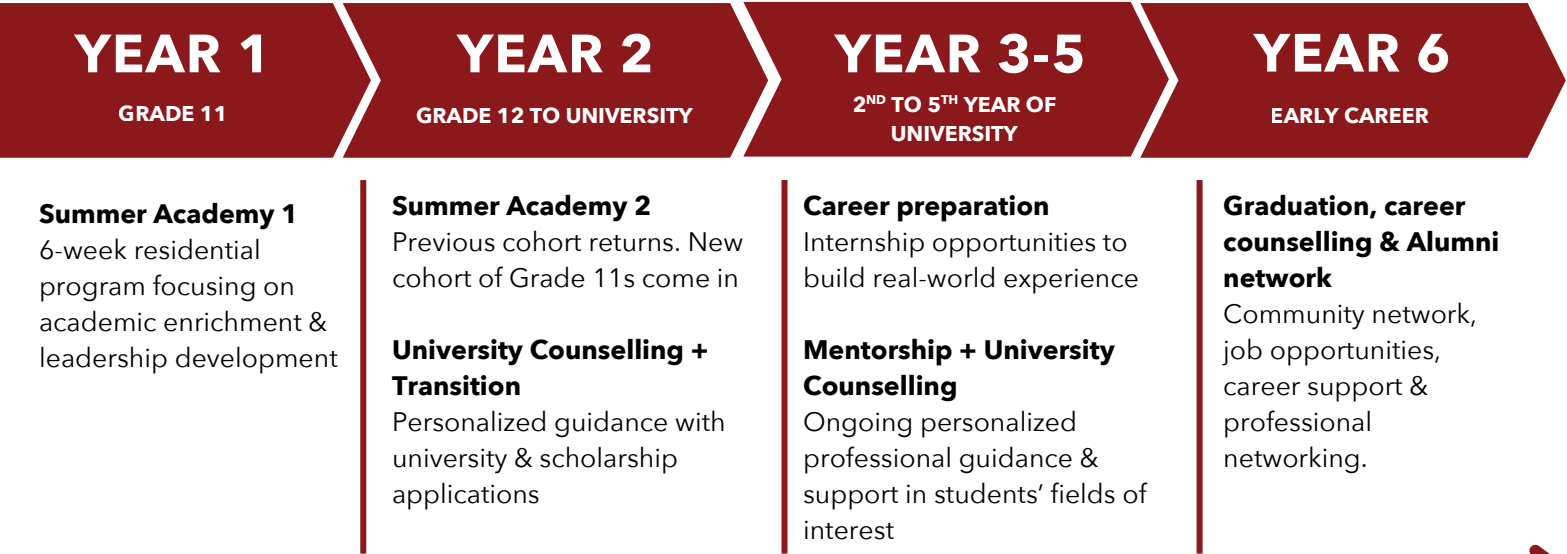 YEAR 1
GRADE 11
YEAR 2
GRADE 12 TO UNIVERSITY
YEAR 3-5
2ND TO 5TH YEAR OF
UNIVERSITY
YEAR 6
EARLY CAREER
Summer Academy 1
6-week residential
program focusing on
academic enrichment &
leadership development
Summer Academy 2
Previous cohort returns. New
cohort of Grade 11s come in
University Counselling +
Transition
Personalized guidance with
university & scholarship
applications
Career preparation
Internship opportunities to
build real-world experience
Mentorship + University
Counselling
Ongoing personalized
professional guidance &
support in students’ fields of
interest
Graduation, career
counselling & Alumni
network
Community network,
job opportunities,
career support &
professional
networking.